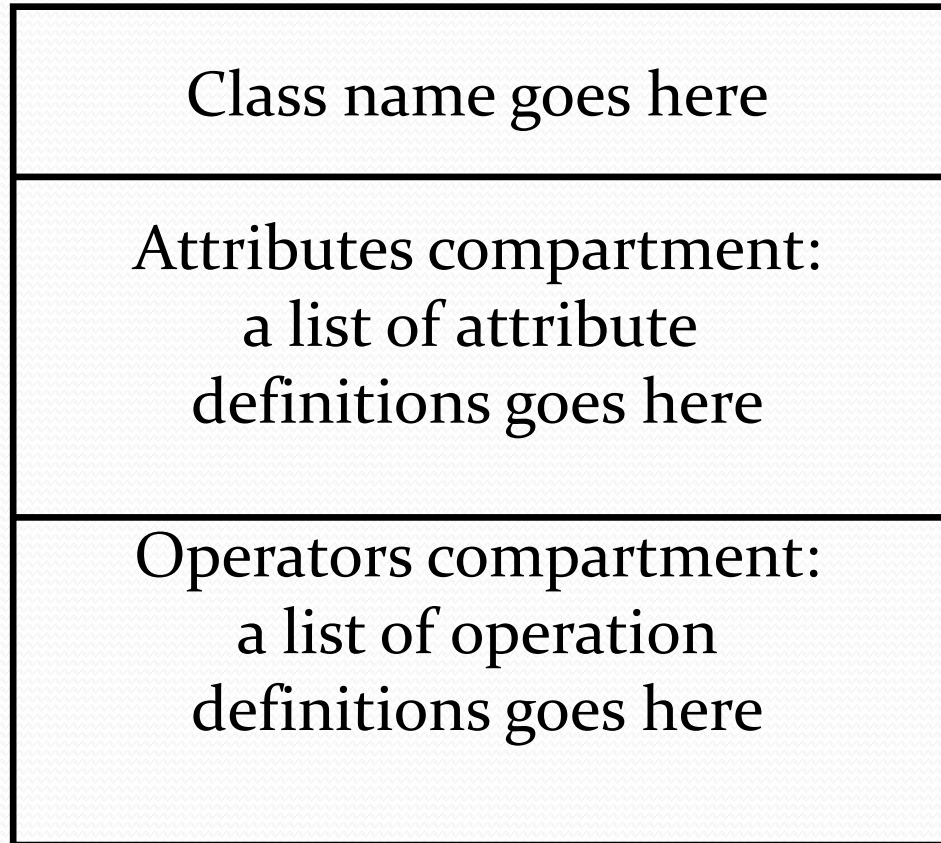 Class name goes here
Attributes compartment:
a list of attribute
definitions goes here
Operators compartment:
a list of operation
definitions goes here